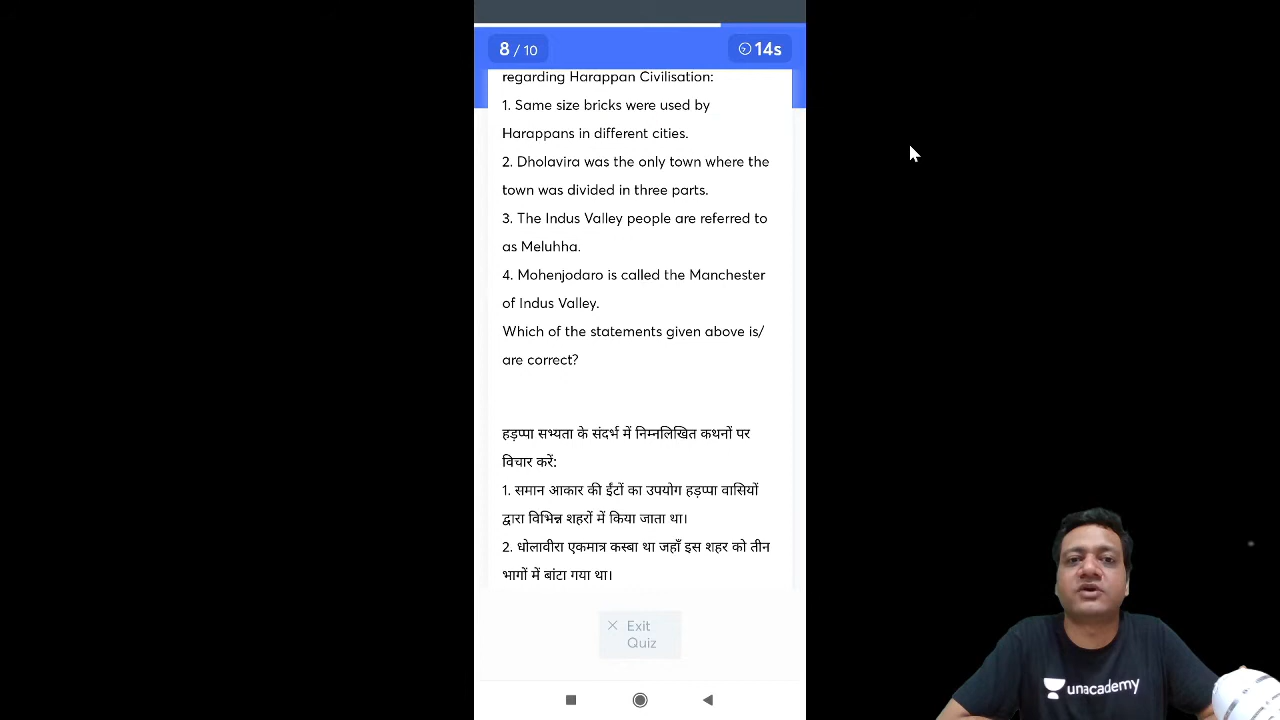 8 / 10
14s
regarding Harappan Civilisation:
1. Same size bricks were used by
Harappans in different cities.
2. Dholavira was the only town where the
town was divided in three parts.
3. The Indus Valley people are referred to
as Meluhha.
4. Mohenjodaro is called the Manchester
of Indus Valley.
Which of the statements given above is/
are correct?
हड़प्पा सभ्यता के संदर्भ में निम्नलिखित कथनों पर
विचार करें:
1. समान आकार की ईंटों का उपयोग हड़प्पा वासियों
द्वारा विभिन्न शहरों में किया जाता था।
2. धोलावीरा एकमात्र कस्बा था जहाँ इस शहर को तीन
भागों में बांटा गया था।
Exit
Quiz
unacademy